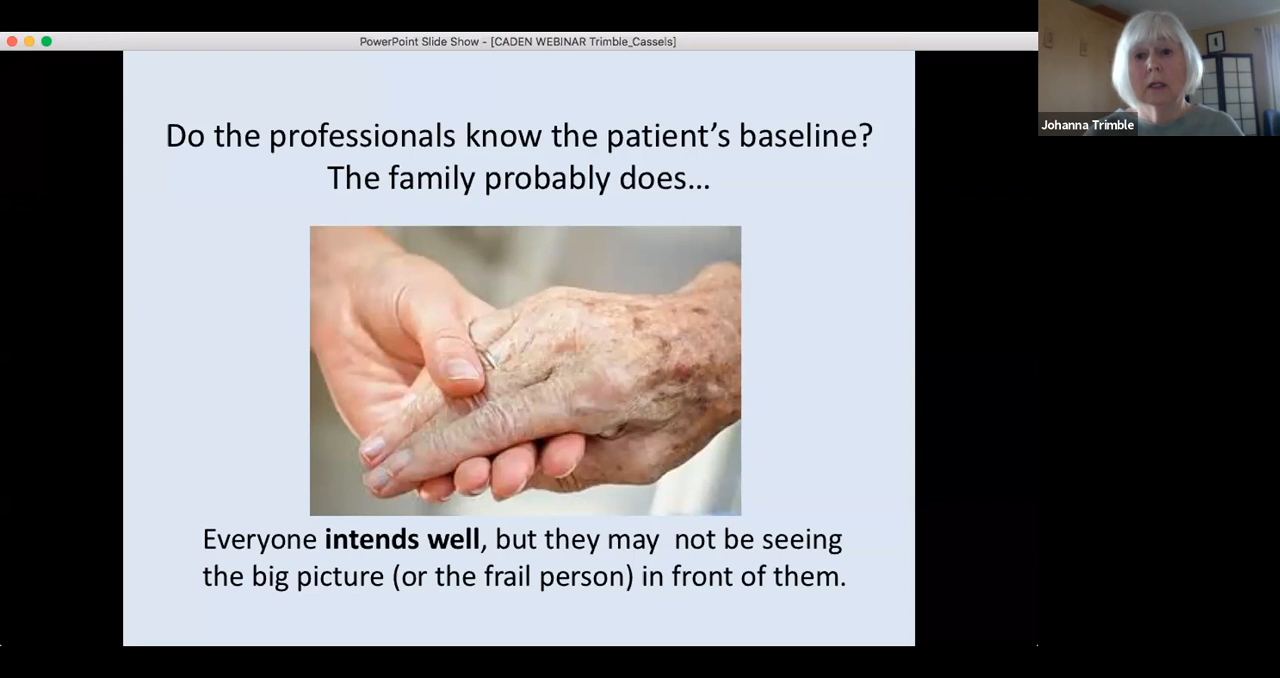 PowerPoint Slide Show - [CADEN WEBINAR Trimble_Cassels]
Johanna Trimble
Do the professionals know the patient’s baseline?
The family probably does…
Everyone intends well, but they may  not be seeing
the big picture (or the frail person) in front of them.